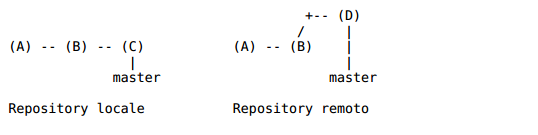 +-- (D)
                                     /     |
(A) -- (B) -- (C)           (A) -- (B)     |
               |                           |
             master                      master

Repository locale           Repository remoto